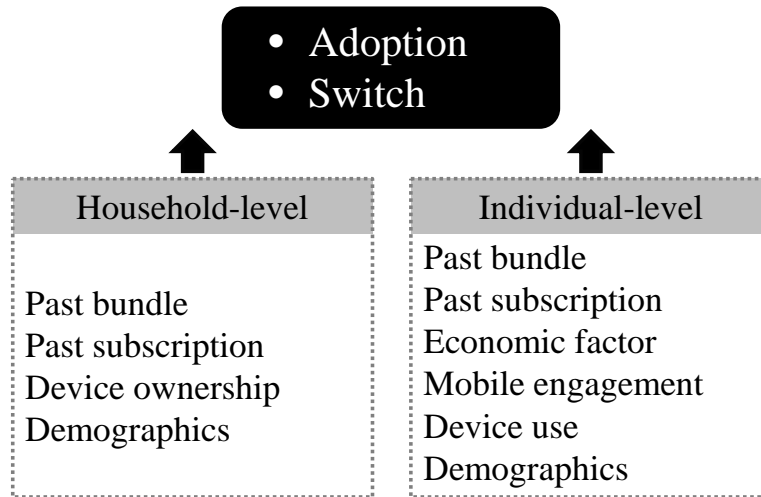 • Adoption
• Switch
Household-level
Past bundle
Past subscription
Device ownership
Demographics
Individual-level
Past bundle
Past subscription
Economic factor
Mobile engagement
Device use
Demographics